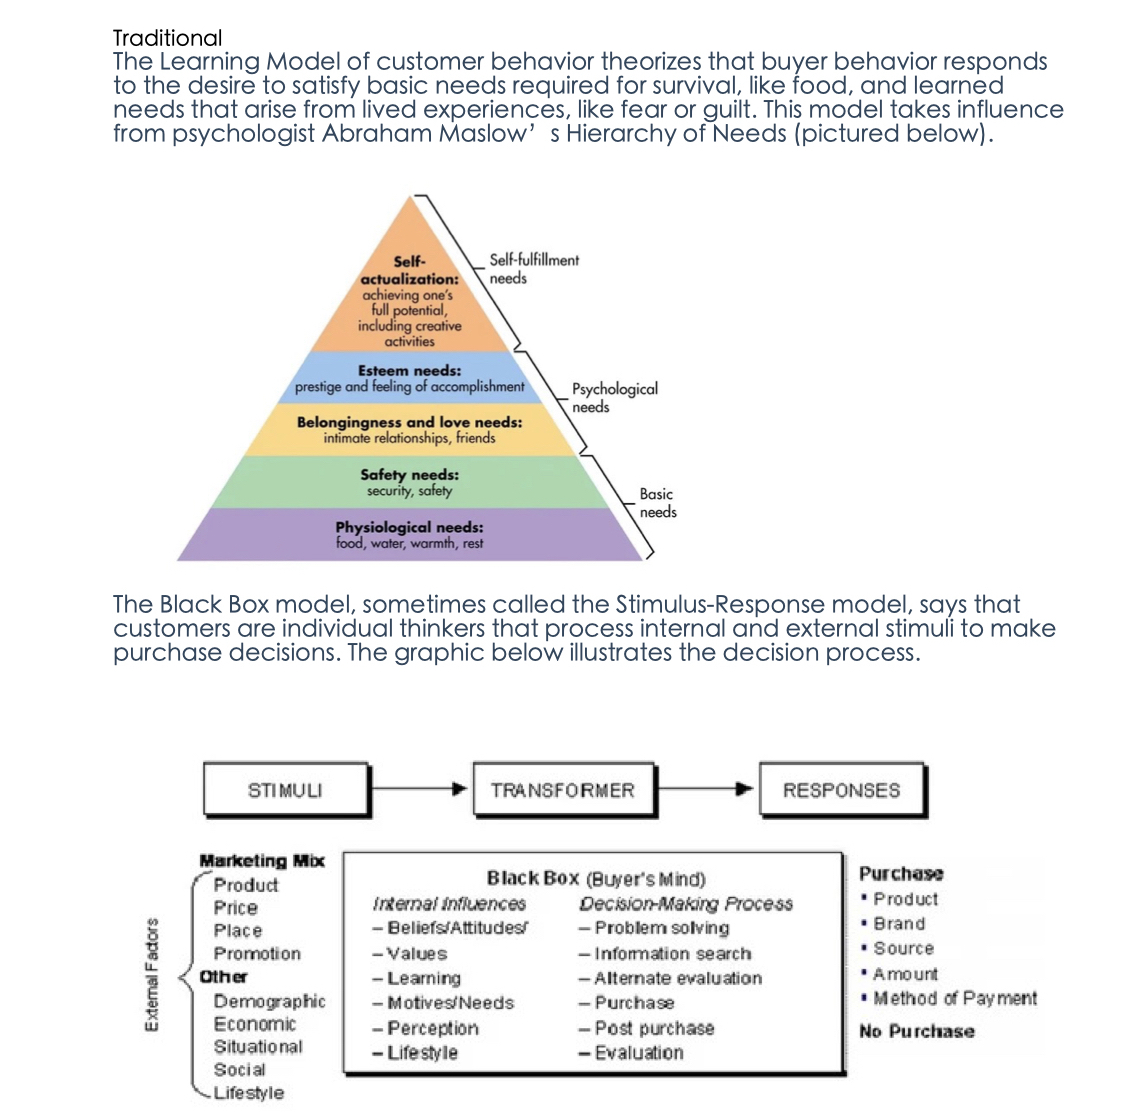 Traditional
The Learning Model of customer behavior theorizes that buyer behavior responds
to the desire to satisfy basic needs required for survival, like food, and learned
needs that arise from lived experiences, like fear or guilt. This model takes influence
from psychologist Abraham Maslow’ s Hierarchy of Needs (pictured below).
Self-
actualization:
achieving one's
full potential,
including creative
activities
Self-fulfillment
needs
Esteem needs:
prestige and feeling of accomplishment
Psychological
needs
Belongingness and love needs:
intimate relationships, friends
Safety needs:
security, safety
Basic
needs
Physiological needs:
food, water, warmth, rest
The Black Box model, sometimes called the Stimulus-Response model, says that
customers are individual thinkers that process internal and external stimuli to make
purchase decisions. The graphic below illustrates the decision process.
STIMULI
TRANSFORMER
RESPONSES
External Factors
Marketing Mix
Product
Price
Place
Promotion
Other
Demographic
Economic
Situational
Social
Lifestyle
Black Box (Buyer's Mind)
Internal Influences
– Beliefs/Attitudes/
– Values
– Learning
– Motives/Needs
– Perception
– Lifestyle
Decision-Making Process
– Problem solving
– Information search
– Alternate evaluation
– Purchase
– Post purchase
– Evaluation
Purchase
▪ Product
▪ Brand
▪ Source
▪ Amount
▪ Method of Payment
No Purchase